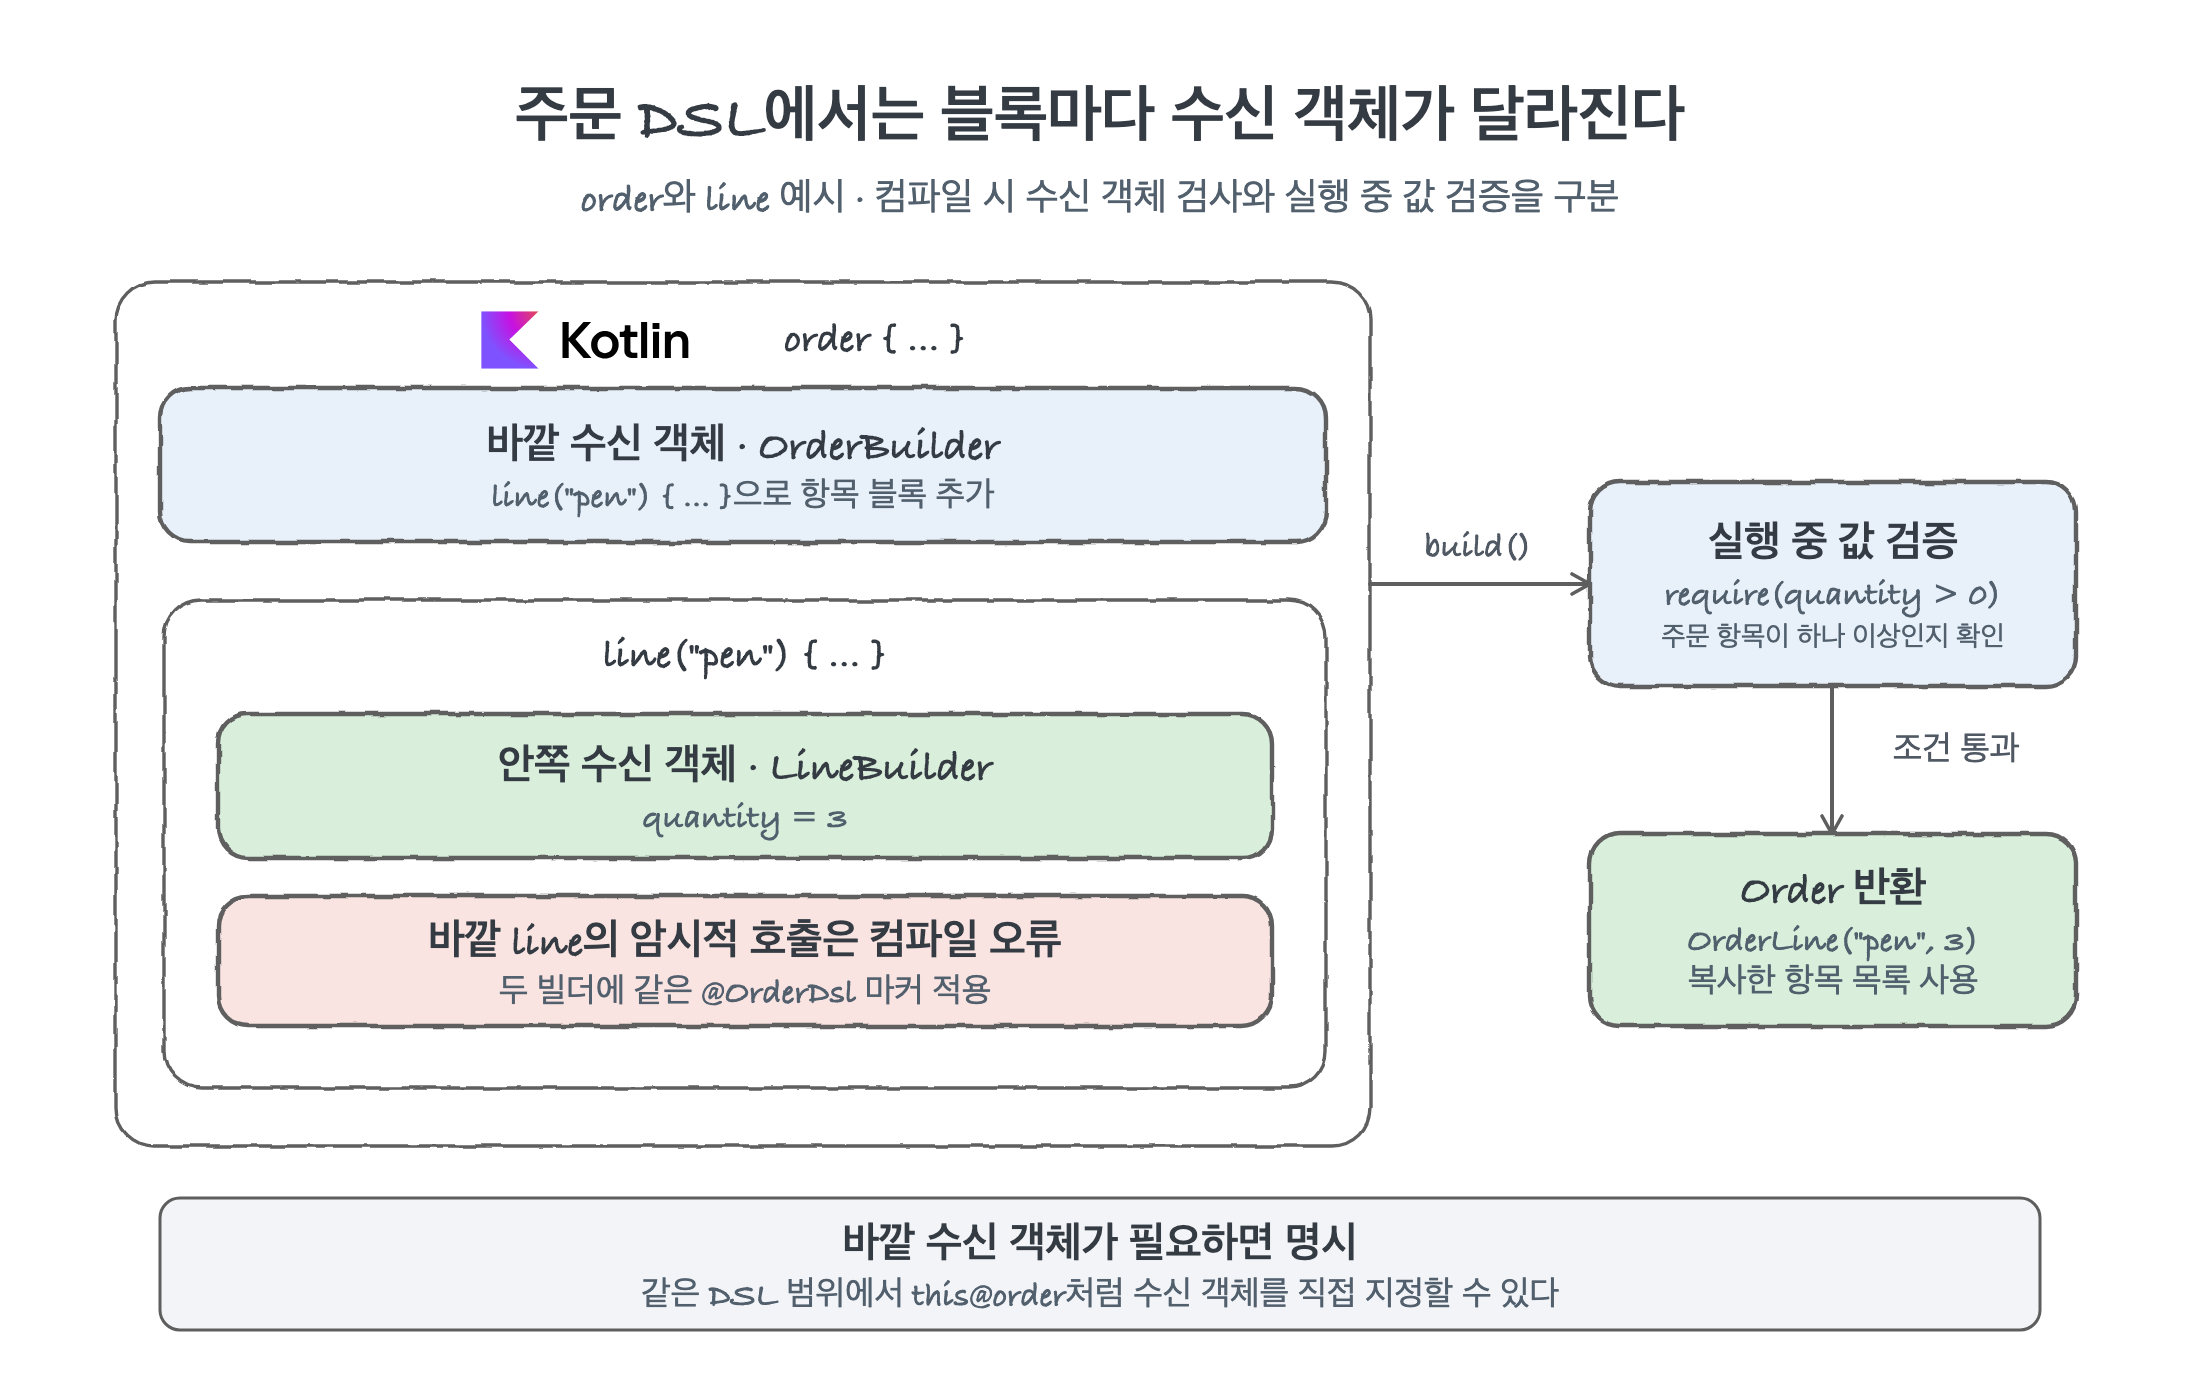 주문 DSL에서는 블록마다 수신 객체가 달라진다
order와 line 예시 · 컴파일 시 수신 객체 검사와 실행 중 값 검증을 구분
Kotlin
order { ... }
바깥 수신 객체 · OrderBuilder
line("pen") { ... }으로 항목 블록 추가
line("pen") { ... }
안쪽 수신 객체 · LineBuilder
quantity = 3
바깥 line의 암시적 호출은 컴파일 오류
두 빌더에 같은 @OrderDsl 마커 적용
build()
실행 중 값 검증
require(quantity > 0)
주문 항목이 하나 이상인지 확인
조건 통과
Order 반환
OrderLine("pen", 3)
복사한 항목 목록 사용
바깥 수신 객체가 필요하면 명시
같은 DSL 범위에서 this@order처럼 수신 객체를 직접 지정할 수 있다